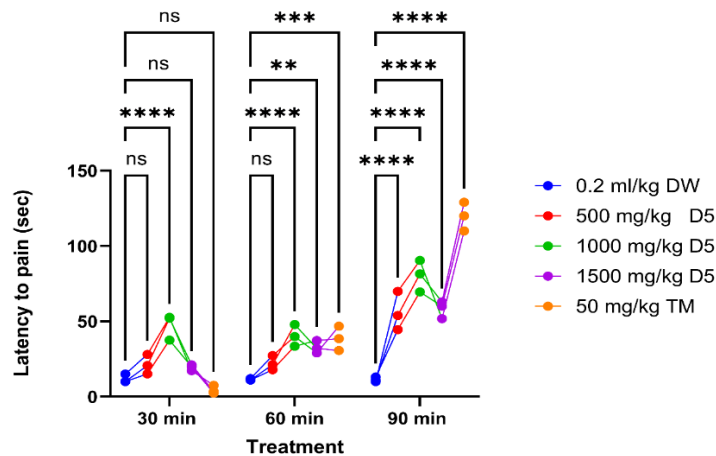 ns
***
****
ns
**
****
****
****
****
ns
ns
****
150
100
50
0
Latency to pain (sec)
30 min
60 min
90 min
Treatment
0.2 ml/kg DW
500 mg/kg D5
1000 mg/kg D5
1500 mg/kg D5
50 mg/kg TM